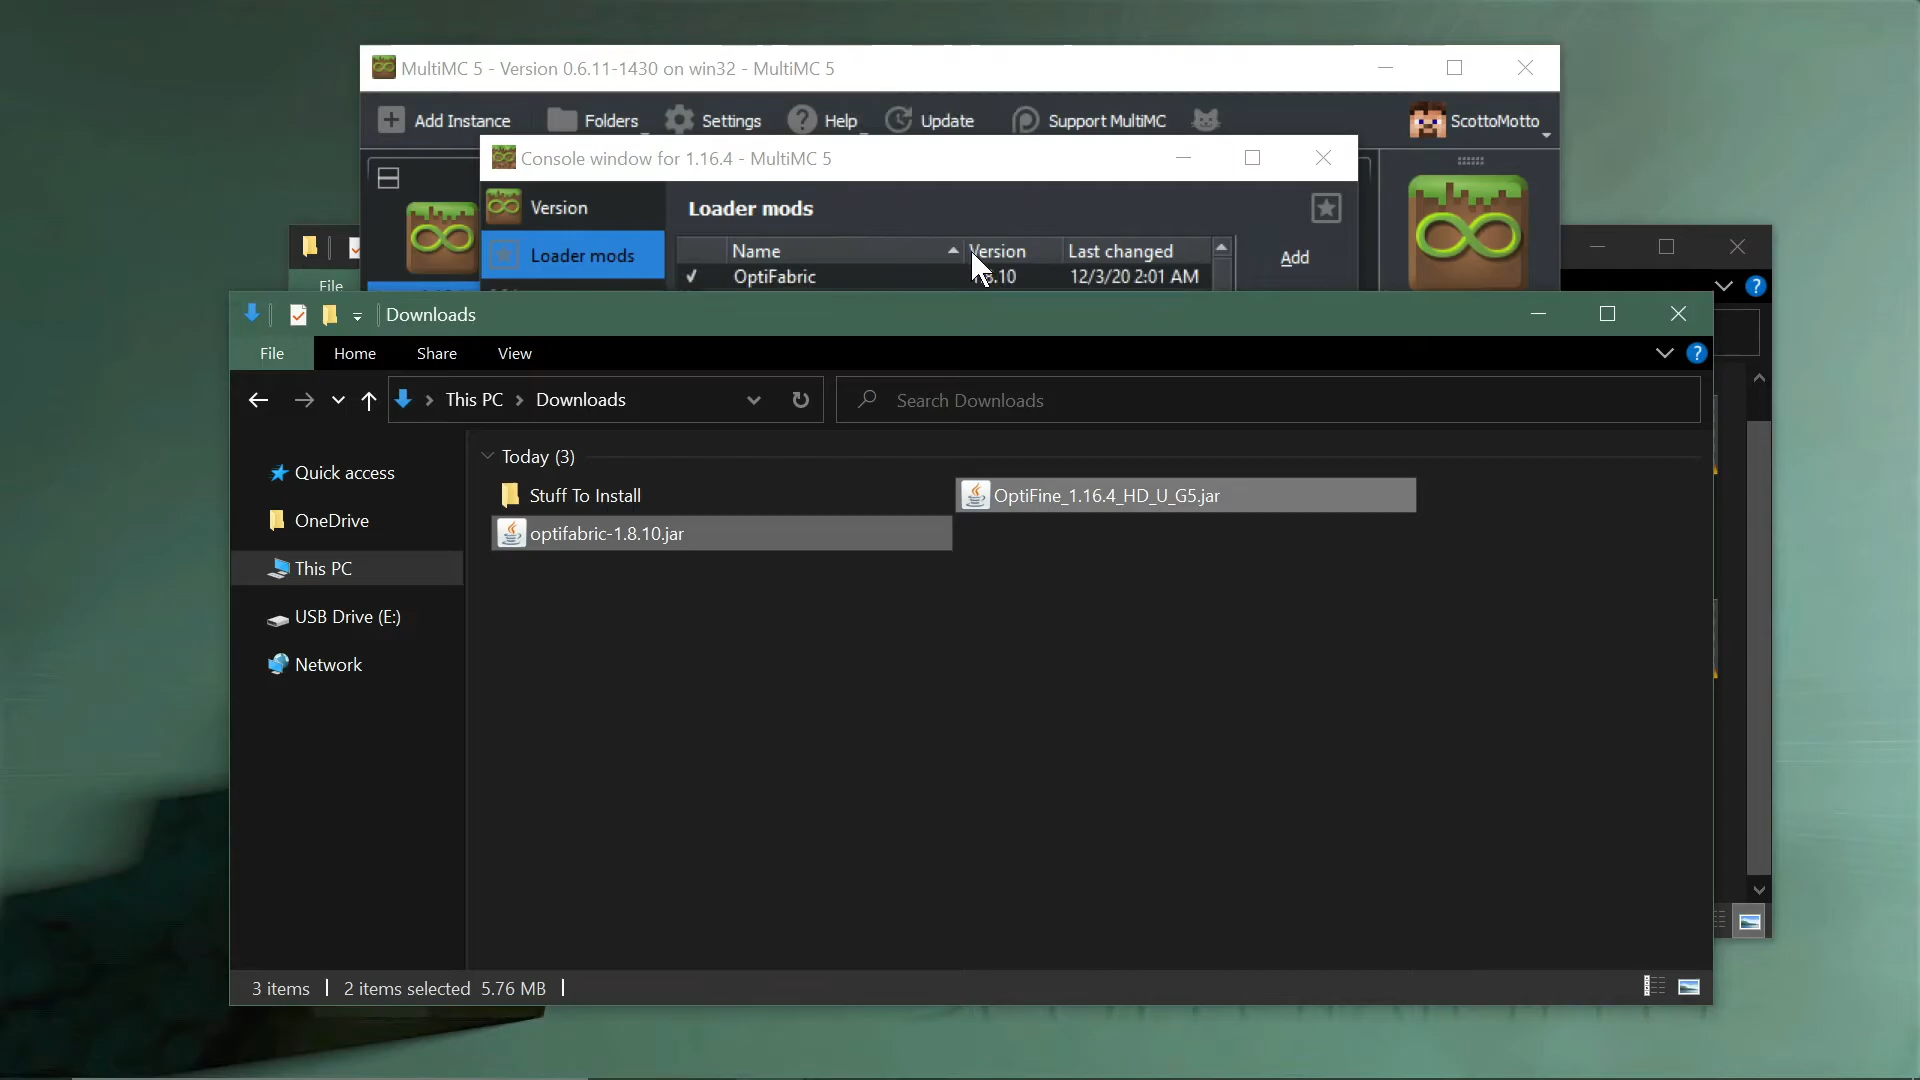 MultiMC 5 - Version 0.6.11-1430 on win32 - MultiMC 5
Add Instance Folders Settings Help Update Support MultiMC ScottoMotto
Console window for 1.16.4 - MultiMC 5
Version
Loader mods
Loader mods
Name Version Last changed
Add
OptiFabric 12/3/20 2:01 AM
File
Downloads
File Home Share View
This PC Downloads
Search Downloads
Quick access
OneDrive
This PC
USB Drive (E:)
Network
Today (3)
Stuff To Install
OptiFine_1.16.4_HD_U_G5.jar
optifabric-1.8.10.jar
3 items 2 items selected 5.76 MB